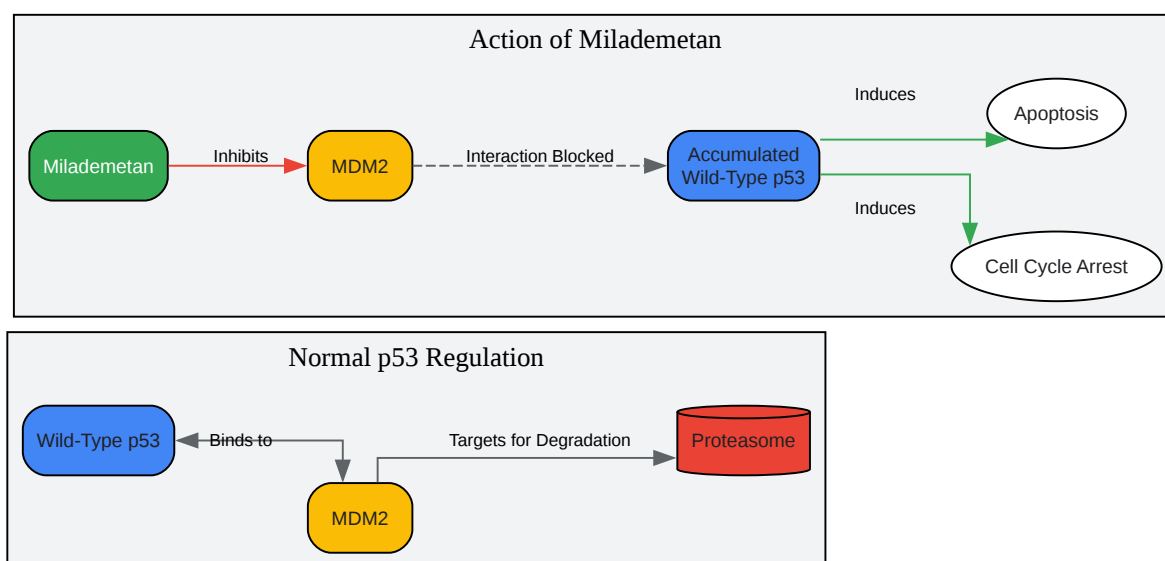 Action of Milademetan
Induces
Apoptosis
Milademetan
Inhibits
MDM2
Interaction Blocked
Accumulated
Wild-Type p53
Induces
Cell Cycle Arrest
Normal p53 Regulation
Wild-Type p53
Binds to
Targets for Degradation
Proteasome
MDM2